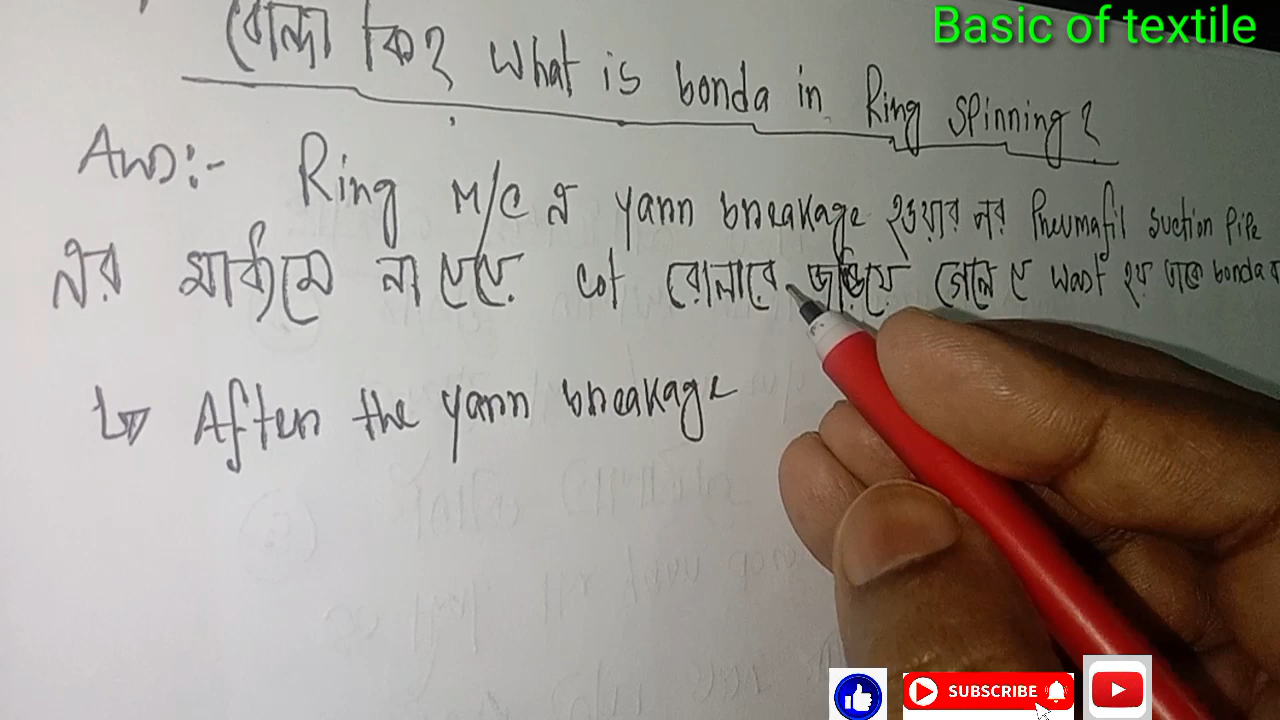 Basic of textile
বোন্দা কি? What is bonda in Ring spinning?
Ans:- Ring M/C এ yarn breakage হওয়ার পর Pneumafil suction pipe
এর মাধ্যমে না যেয়ে cot রোলারে জড়িয়ে গেলে যে wast হয় তাকে bonda ব
After the yarn breakage
SUBSCRIBE